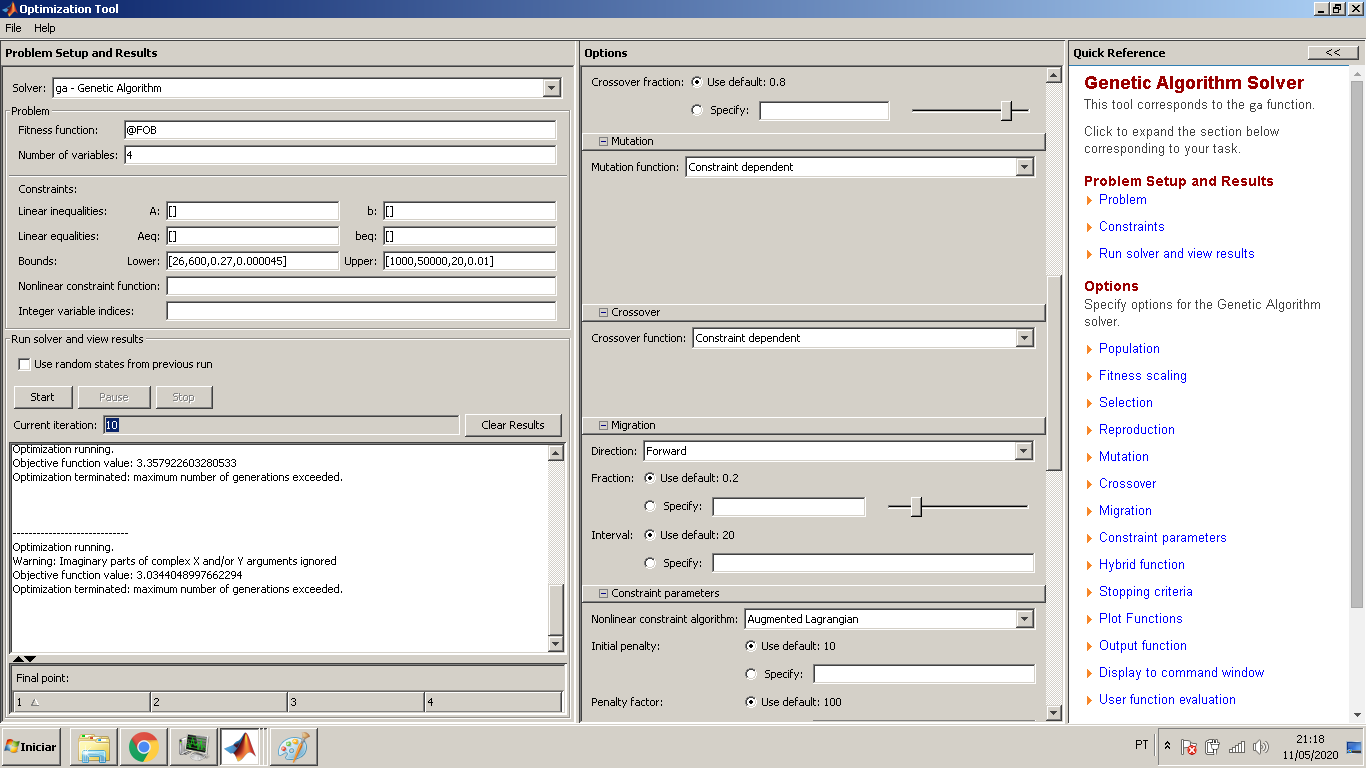 Optimization Tool
File Help
Problem Setup and Results
Solver: ga - Genetic Algorithm
Problem
Fitness function: @FOB
Number of variables: 4
Constraints:
Linear inequalities: A: [] b: []
Linear equalities: Aeq: [] beq: []
Bounds: Lower: [26,600,0.27,0.000045] Upper: [1000,50000,20,0.01]
Nonlinear constraint function:
Integer variable indices:
Run solver and view results
Use random states from previous run
Start Pause Stop
Current iteration: 10 Clear Results
Optimization running.
Objective function value: 3.357922603280533
Optimization terminated: maximum number of generations exceeded.
-----------------------------
Optimization running.
Warning: Imaginary parts of complex X and/or Y arguments ignored
Objective function value: 3.0344048997662294
Optimization terminated: maximum number of generations exceeded.
Final point:
1 2 3 4
Options
Crossover fraction: Use default: 0.8
Specify:
Mutation
Mutation function: Constraint dependent
Crossover
Crossover function: Constraint dependent
Migration
Direction: Forward
Fraction: Use default: 0.2
Specify:
Interval: Use default: 20
Specify:
Constraint parameters
Nonlinear constraint algorithm: Augmented Lagrangian
Initial penalty: Use default: 10
Specify:
Penalty factor: Use default: 100
Quick Reference <<
Genetic Algorithm Solver
This tool corresponds to the ga function.
Click to expand the section below
corresponding to your task.
Problem Setup and Results
Problem
Constraints
Run solver and view results
Options
Specify options for the Genetic Algorithm
solver.
Population
Fitness scaling
Selection
Reproduction
Mutation
Crossover
Migration
Constraint parameters
Hybrid function
Stopping criteria
Plot Functions
Output function
Display to command window
User function evaluation
Iniciar
PT
21:18
11/05/2020